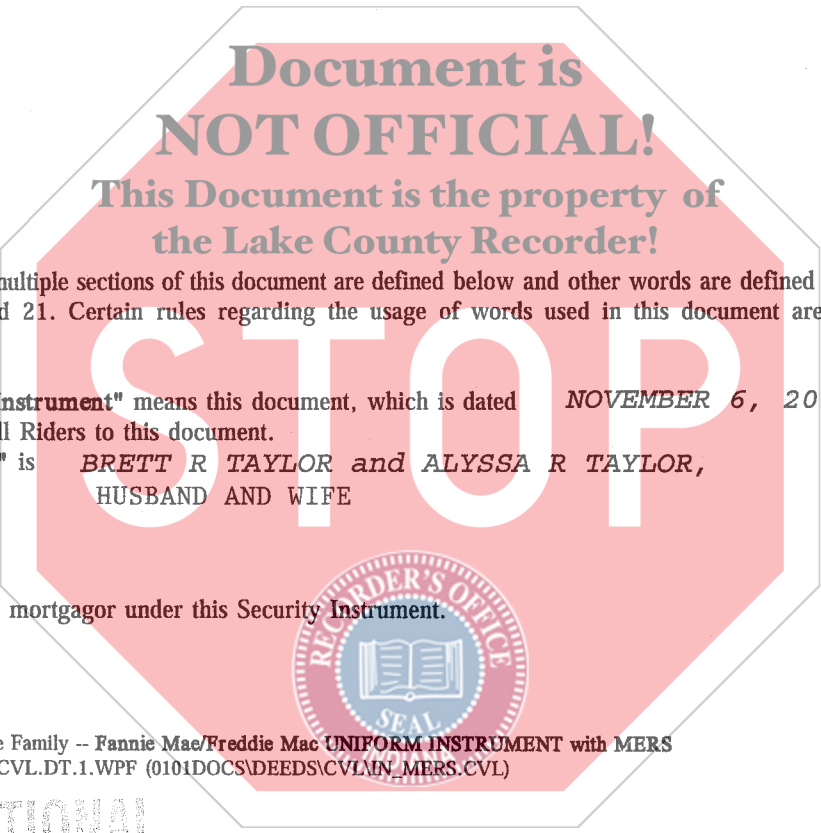 Document is
NOT OFFICIAL!
This Document is the property of
the Lake County Recorder!
multiple sections of this document are defined below and other words are defined
d 21. Certain rules regarding the usage of words used in this document are
STOP
nstrument" means this document, which is dated NOVEMBER 6, 20
ll Riders to this document.
" is BRETT R TAYLOR and ALYSSA R TAYLOR,
HUSBAND AND WIFE
mortgagor under this Security Instrument.
RECORDER'S OFFICE
SEAL
INDIANA
e Family -- Fannie Mae/Freddie Mac UNIFORM INSTRUMENT with MERS
CVL.DT.1.WPF (0101DOCS\DEEDS\CVL\IN_MERS.CVL)